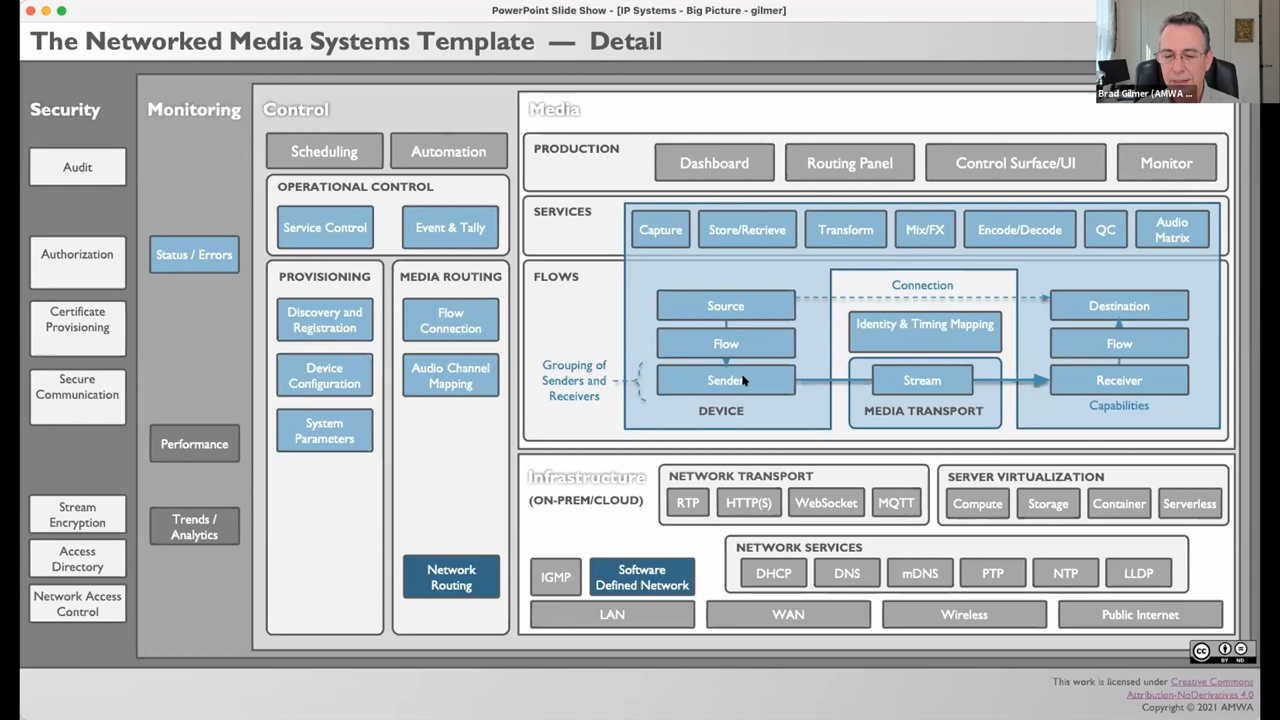 PowerPoint Slide Show - [IP Systems - Big Picture - gilmer]
The Networked Media Systems Template — Detail
Brad Gilmer (AMWA ...
Security
Audit
Authorization
Certificate
Provisioning
Secure
Communication
Stream
Encryption
Access
Directory
Network Access
Control
Monitoring
Status / Errors
Performance
Trends /
Analytics
Control
Scheduling
Automation
OPERATIONAL CONTROL
Service Control
Event & Tally
PROVISIONING
Discovery and
Registration
Device
Configuration
System
Parameters
MEDIA ROUTING
Flow
Connection
Audio Channel
Mapping
Network
Routing
Media
PRODUCTION
Dashboard
Routing Panel
Control Surface/UI
Monitor
SERVICES
Capture
Store/Retrieve
Transform
Mix/FX
Encode/Decode
QC
Audio
Matrix
FLOWS
Grouping of
Senders and
Receivers
Source
Flow
Sender
DEVICE
Connection
Identity & Timing Mapping
Stream
MEDIA TRANSPORT
Destination
Flow
Receiver
Capabilities
Infrastructure
(ON-PREM/CLOUD)
NETWORK TRANSPORT
RTP
HTTP(S)
WebSocket
MQTT
SERVER VIRTUALIZATION
Compute
Storage
Container
Serverless
IGMP
Software
Defined Network
NETWORK SERVICES
DHCP
DNS
mDNS
PTP
NTP
LLDP
LAN
WAN
Wireless
Public Internet
CC
BY ND
This work is licensed under Creative Commons
Attribution-NoDerivatives 4.0
Copyright © 2021 AMWA